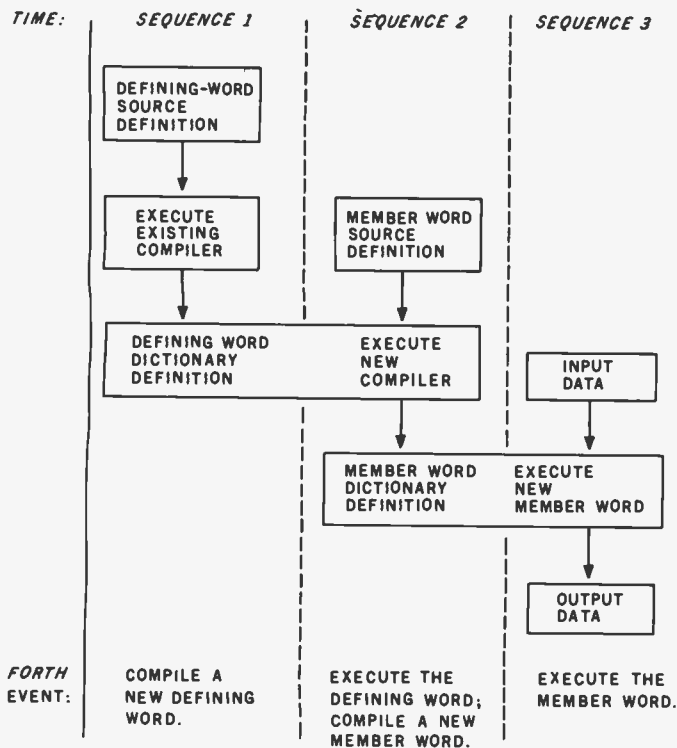 TIME: SEQUENCE 1 SEQUENCE 2 SEQUENCE 3
DEFINING-WORD
SOURCE
DEFINITION
EXECUTE
EXISTING
COMPILER
MEMBER WORD
SOURCE
DEFINITION
DEFINING WORD
DICTIONARY
DEFINITION
EXECUTE
NEW
COMPILER
INPUT
DATA
MEMBER WORD
DICTIONARY
DEFINITION
EXECUTE
NEW
MEMBER WORD
OUTPUT
DATA
FORTH
EVENT:
COMPILE A
NEW DEFINING
WORD.
EXECUTE THE
DEFINING WORD;
COMPILE A NEW
MEMBER WORD.
EXECUTE THE
MEMBER WORD.